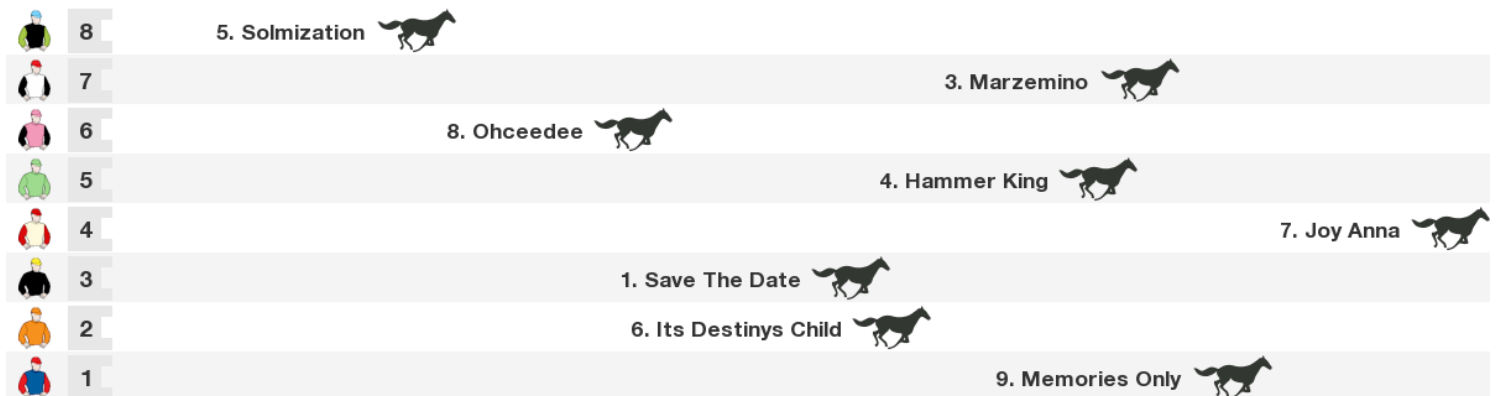 8 5. Solmization
7 3. Marzemino
6 8. Ohceedee
5 4. Hammer King
4 7. Joy Anna
3 1. Save The Date
2 6. Its Destinys Child
1 9. Memories Only